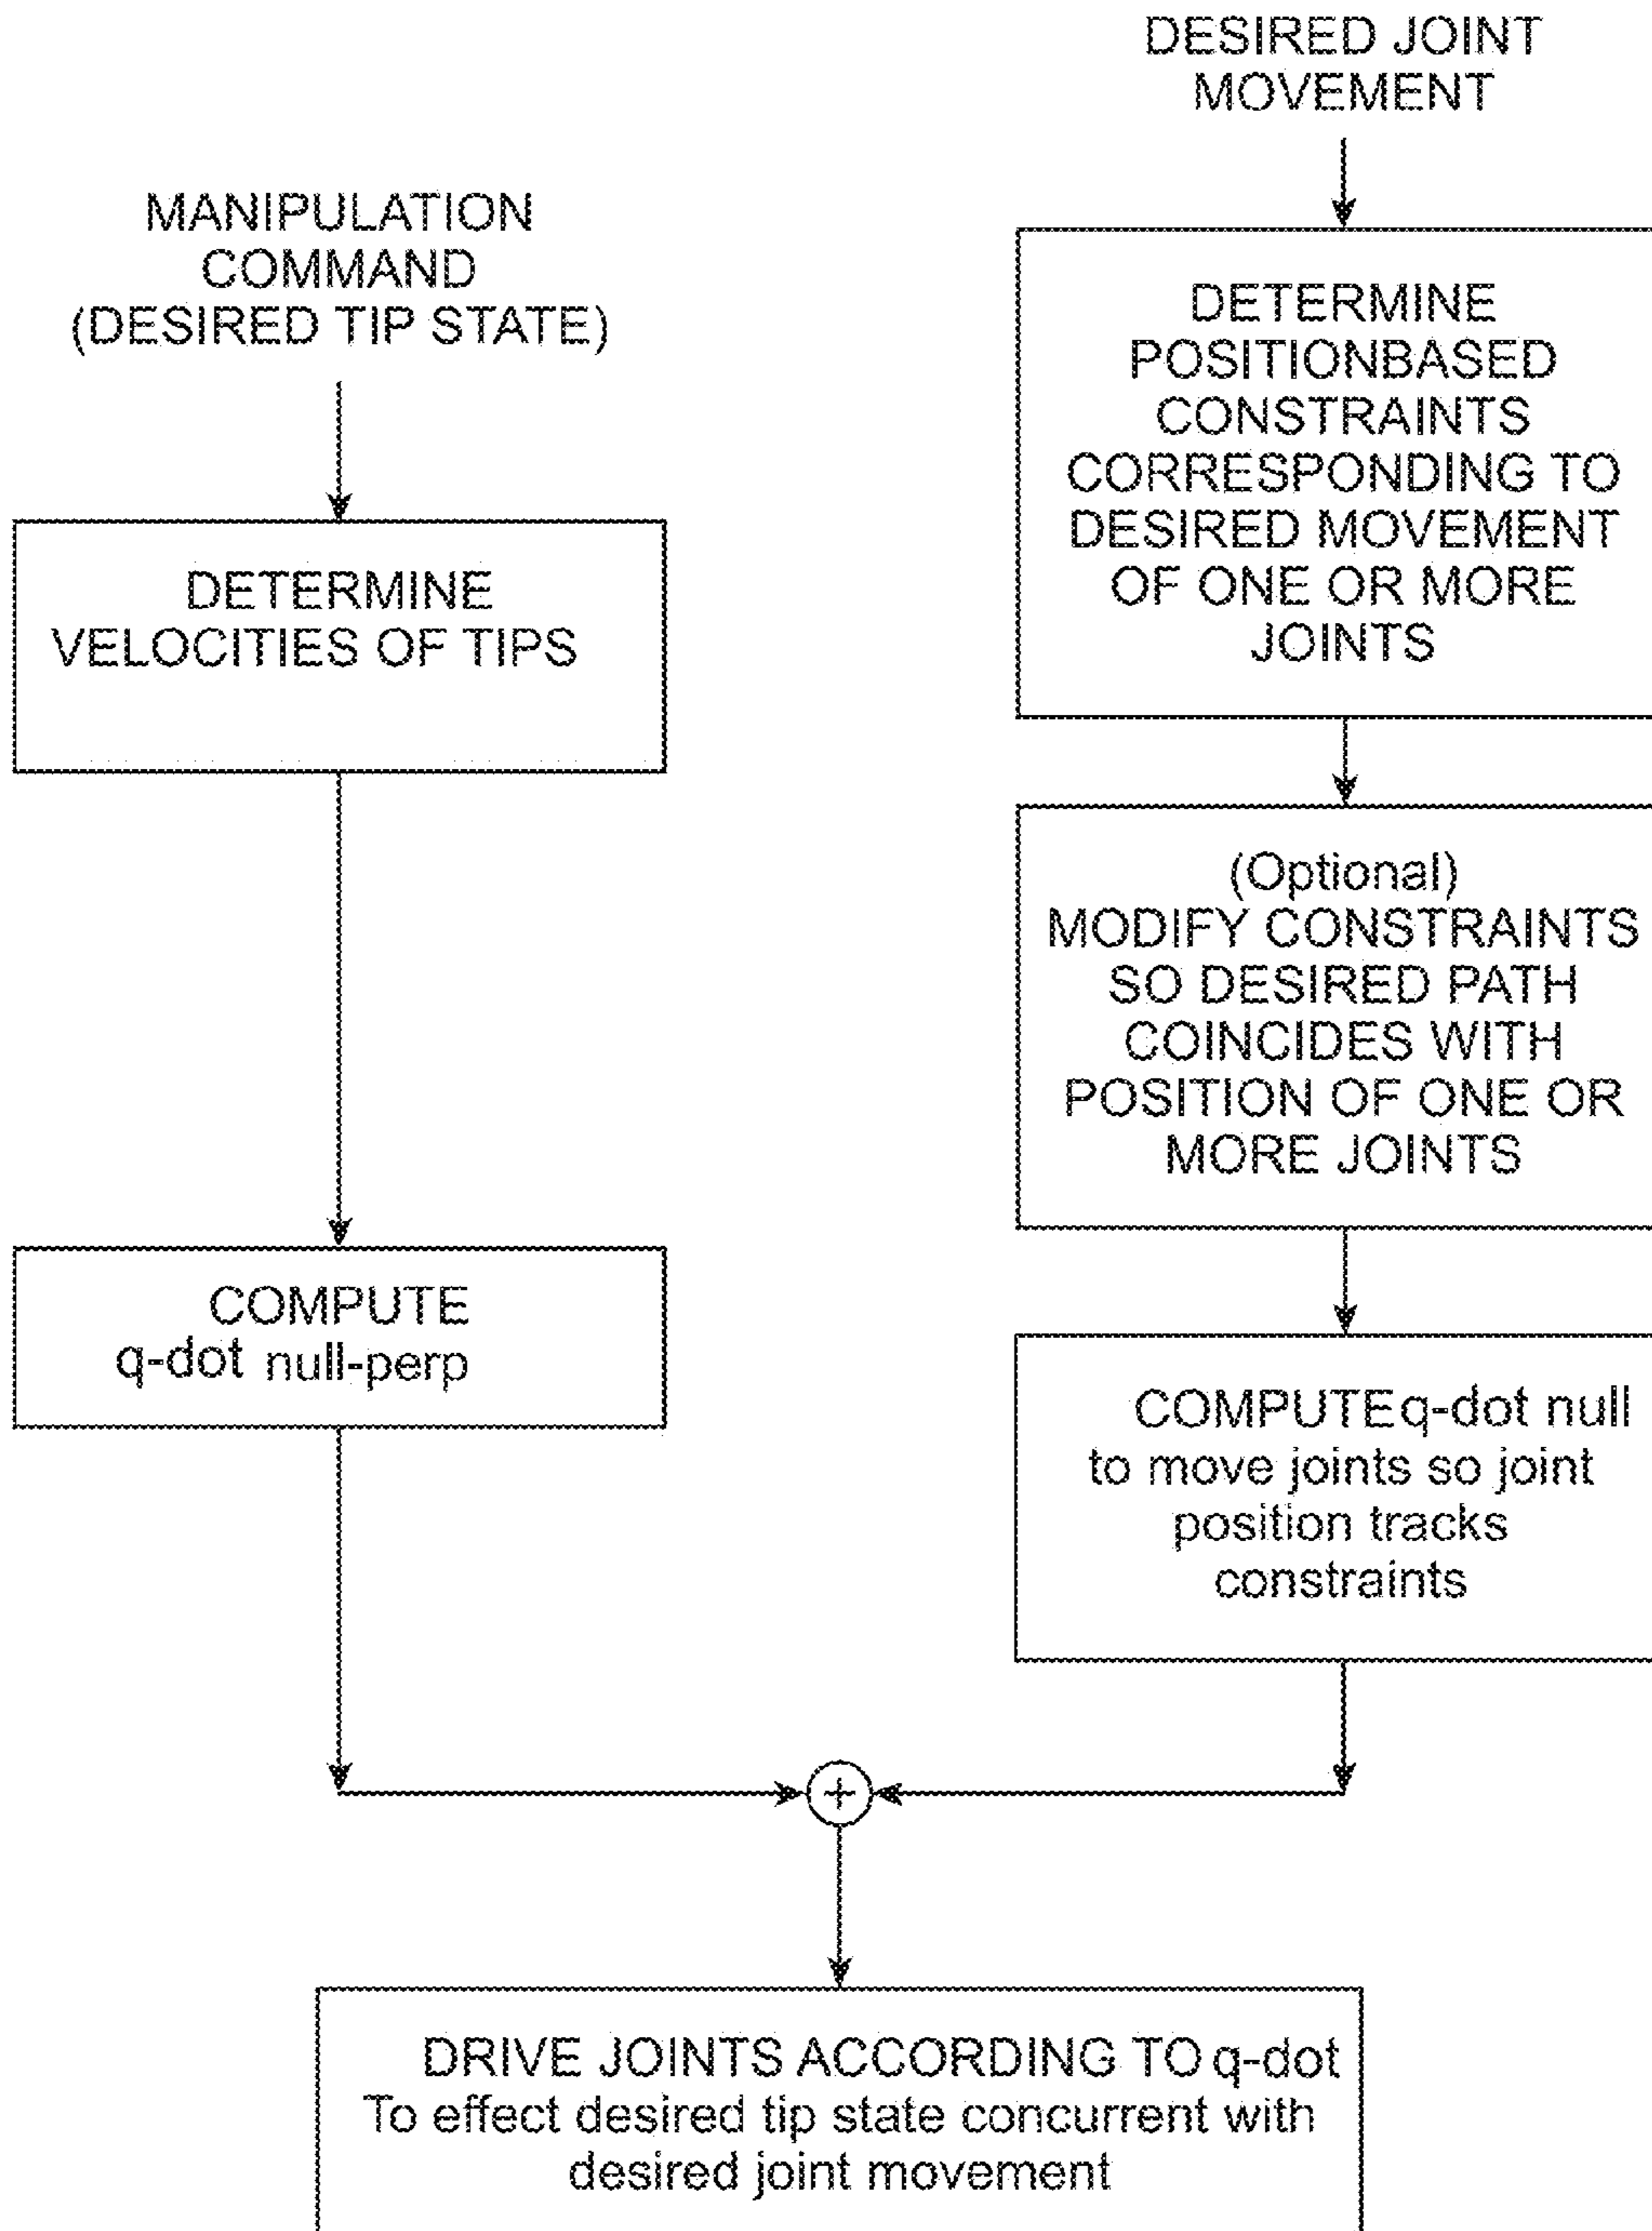 MANIPULATION
COMMAND
(DESIRED TIP STATE)
DETERMINE
VELOCITIES OF TIPS
COMPUTE
q-dot null-perp
DESIRED JOINT
MOVEMENT
DETERMINE
POSITIONBASED
CONSTRAINTS
CORRESPONDING TO
DESIRED MOVEMENT
OF ONE OR MORE
JOINTS
(Optional)
MODIFY CONSTRAINTS
SO DESIRED PATH
COINCIDES WITH
POSITION OF ONE OR
MORE JOINTS
COMPUTE q-dot null
to move joints so joint
position tracks
constraints
+
DRIVE JOINTS ACCORDING TO q-dot
To effect desired tip state concurrent with
desired joint movement